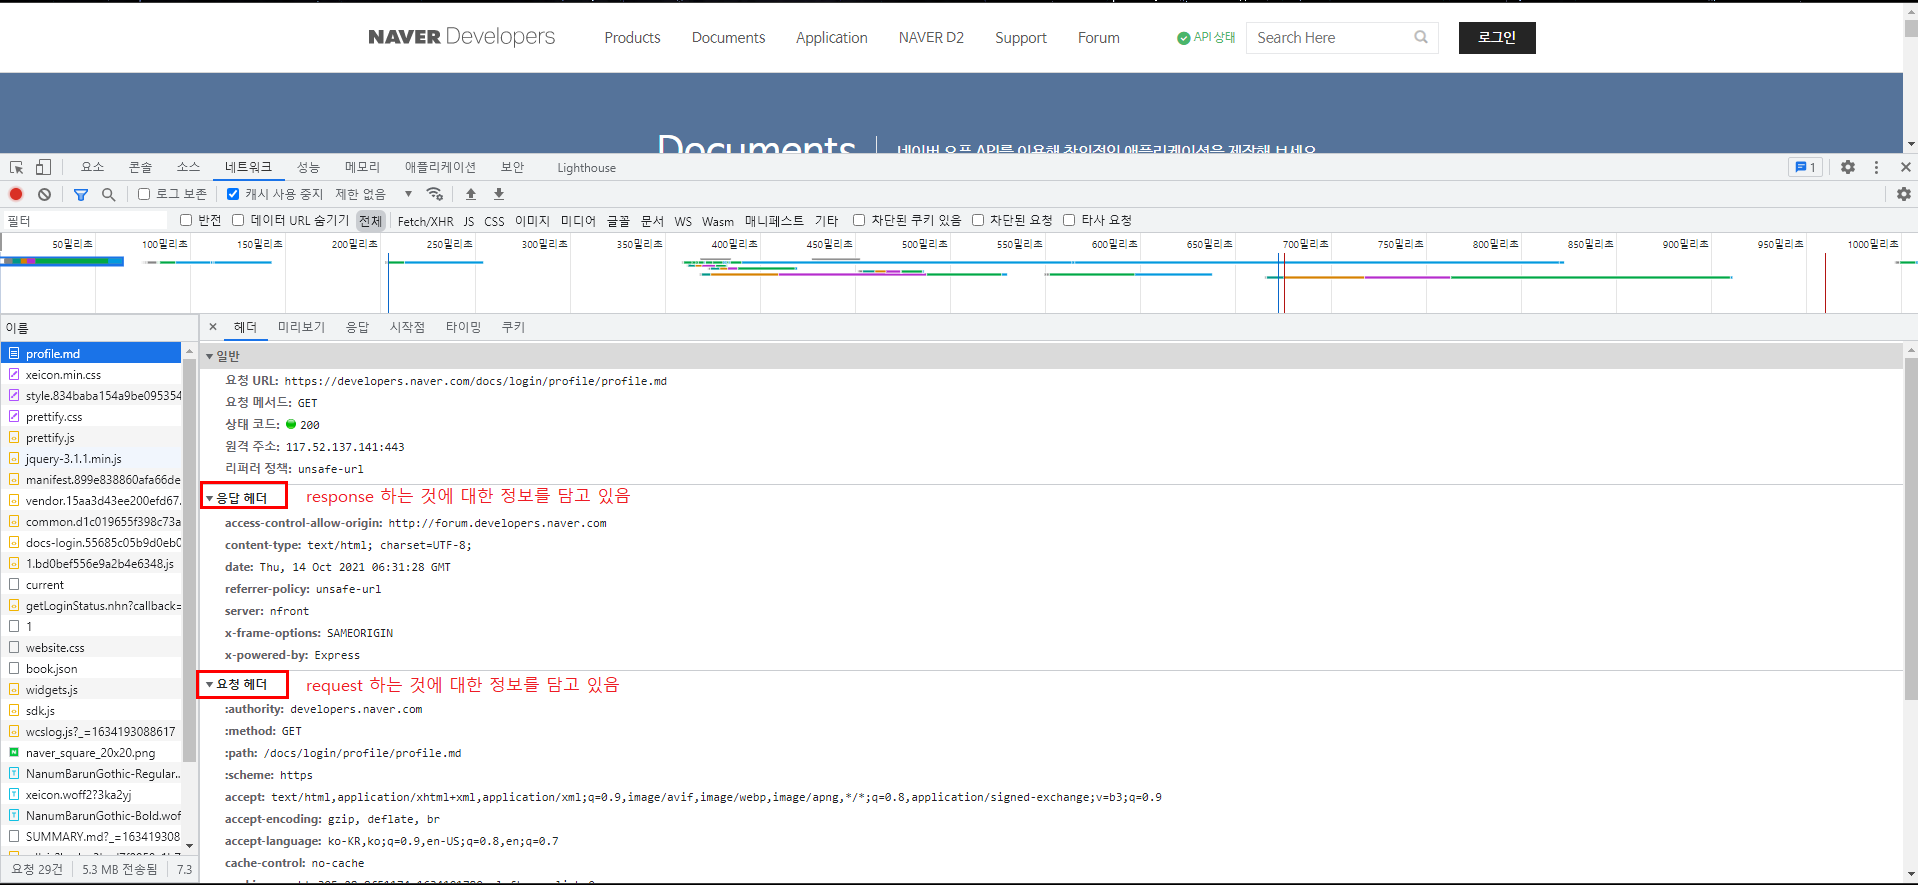 NAVER Developers Products Documents Application NAVER D2 Support Forum API 상태 Search Here 로그인
Documents 네이버 오픈 API를 이용해 창의적인 애플리케이션을 제작해 보세요
요소 콘솔 소스 네트워크 성능 메모리 애플리케이션 보안 Lighthouse 1
로그 보존 캐시 사용 중지 제한 없음
필터 반전 데이터 URL 숨기기 전체 Fetch/XHR JS CSS 이미지 미디어 글꼴 문서 WS Wasm 매니페스트 기타 차단된 쿠키 있음 차단된 요청 타사 요청
50밀리초 100밀리초 150밀리초 200밀리초 250밀리초 300밀리초 350밀리초 400밀리초 450밀리초 500밀리초 550밀리초 600밀리초 650밀리초 700밀리초 750밀리초 800밀리초 850밀리초 900밀리초 950밀리초 1000밀리초
이름
profile.md
xeicon.min.css
style.834baba154a9be095354
prettify.css
prettify.js
jquery-3.1.1.min.js
manifest.899e838860afa66de
vendor.15aa3d43ee200efd67.
common.d1c019655f398c73a
docs-login.55685c05b9d0eb0
1.bd0bef556e9a2b4e6348.js
current
getLoginStatus.nhn?callback=
1
website.css
book.json
widgets.js
sdk.js
wcslog.js?_=1634193088617
naver_square_20x20.png
NanumBarunGothic-Regular...
xeicon.woff2?3ka2yj
NanumBarunGothic-Bold.wof
SUMMARY.md?_=163419308
요청 29건 5.3 MB 전송됨 7.3
헤더 미리보기 응답 시작점 타이밍 쿠키
일반
요청 URL: https://developers.naver.com/docs/login/profile/profile.md
요청 메서드: GET
상태 코드: 200
원격 주소: 117.52.137.141:443
리퍼러 정책: unsafe-url
응답 헤더 response 하는 것에 대한 정보를 담고 있음
access-control-allow-origin: http://forum.developers.naver.com
content-type: text/html; charset=UTF-8;
date: Thu, 14 Oct 2021 06:31:28 GMT
referrer-policy: unsafe-url
server: nfront
x-frame-options: SAMEORIGIN
x-powered-by: Express
요청 헤더 request 하는 것에 대한 정보를 담고 있음
:authority: developers.naver.com
:method: GET
:path: /docs/login/profile/profile.md
:scheme: https
accept: text/html,application/xhtml+xml,application/xml;q=0.9,image/avif,image/webp,image/apng,*/*;q=0.8,application/signed-exchange;v=b3;q=0.9
accept-encoding: gzip, deflate, br
accept-language: ko-KR,ko;q=0.9,en-US;q=0.8,en;q=0.7
cache-control: no-cache